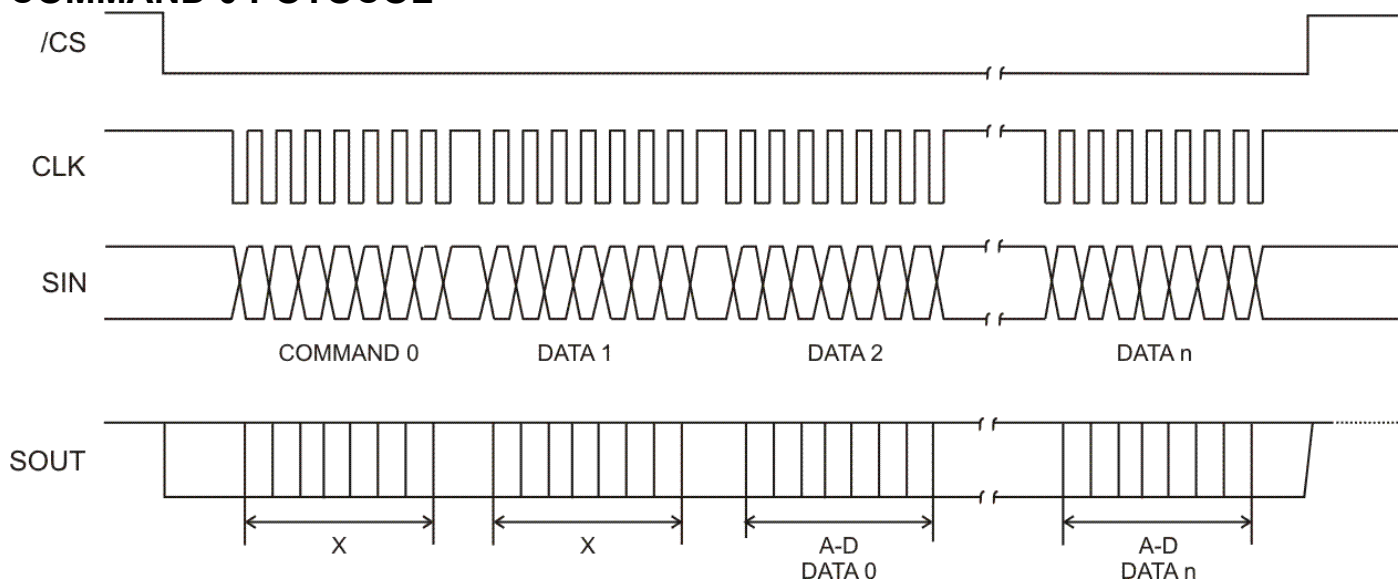 /CS
CLK
SIN
COMMAND 0 DATA 1 DATA 2 DATA n
SOUT
X X A-D A-D
DATA 0 DATA n